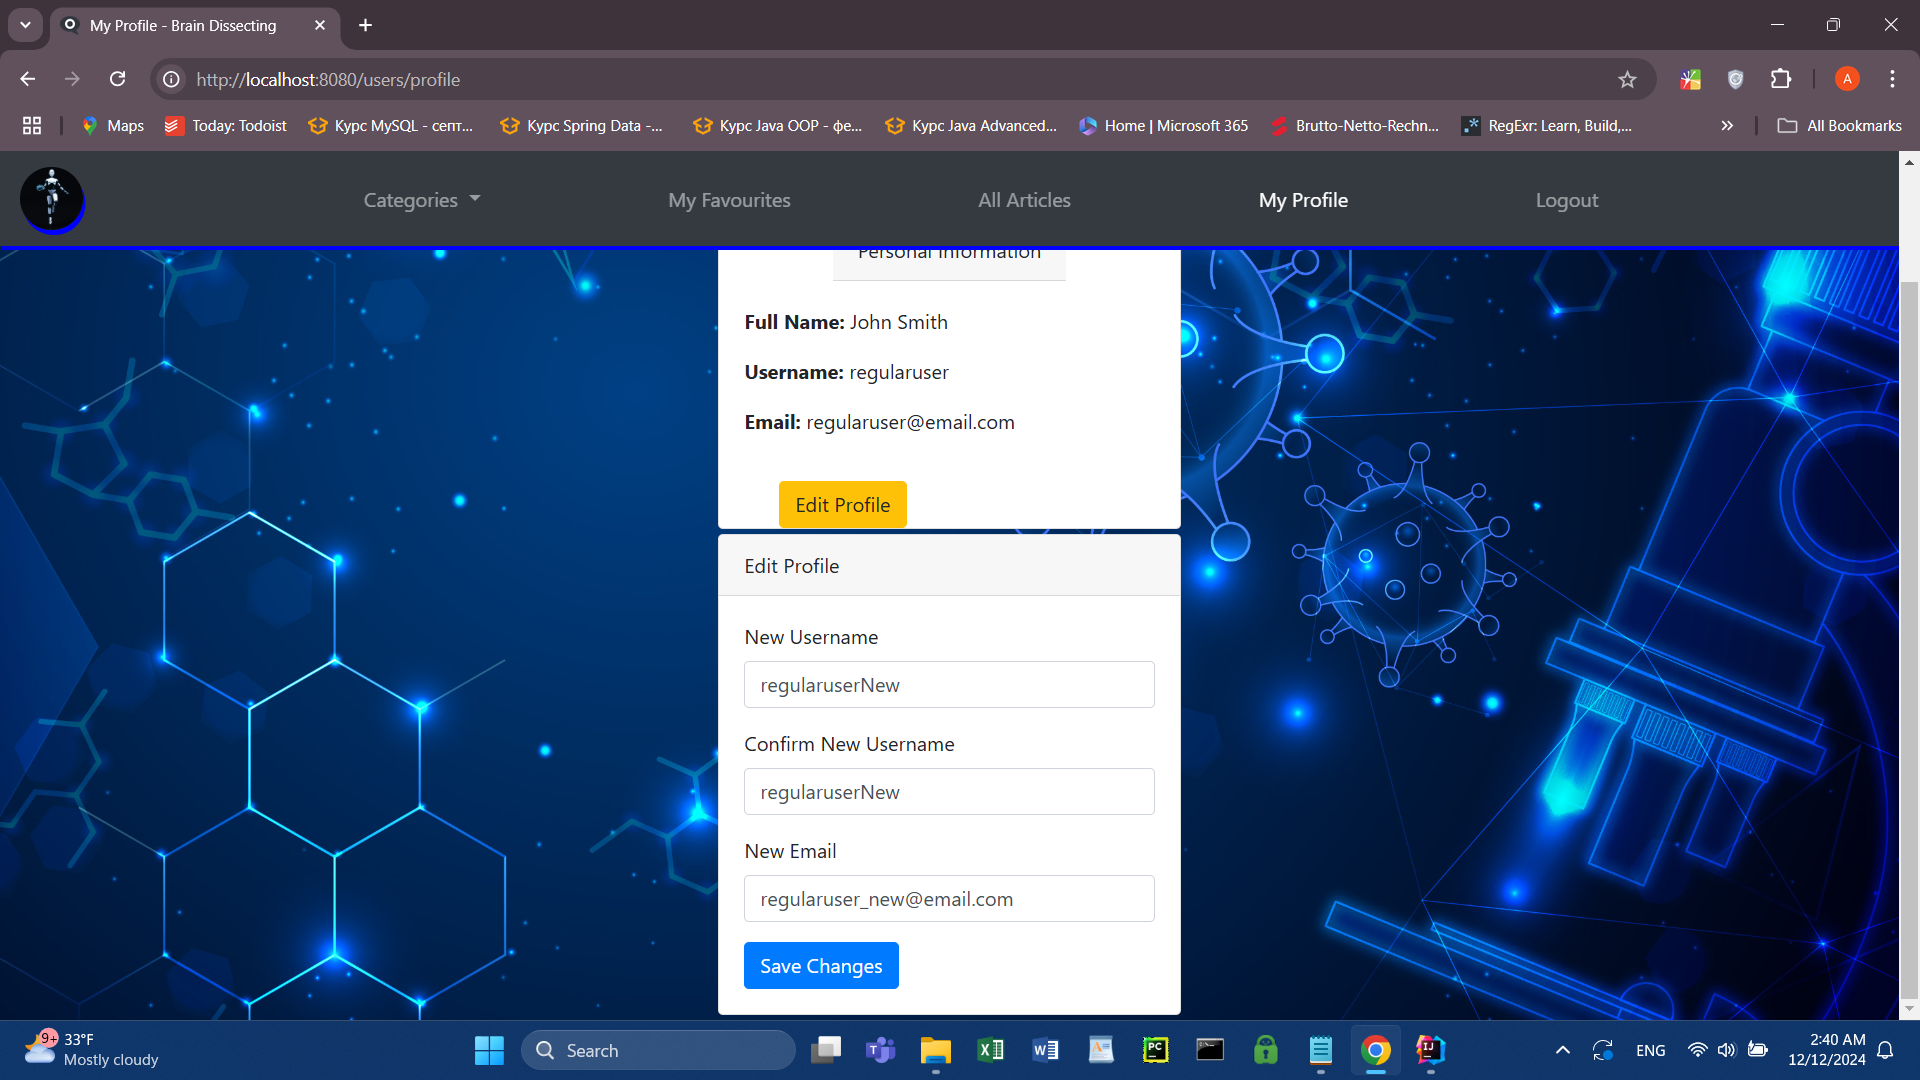 My Profile - Brain Dissecting
http://localhost:8080/users/profile
A
Maps
Today: Todoist
Курс MySQL - септ...
Курс Spring Data -...
Курс Java OOP - фе...
Курс Java Advanced...
Home | Microsoft 365
Brutto-Netto-Rechn...
RegExr: Learn, Build,...
All Bookmarks
Categories
My Favourites
All Articles
My Profile
Logout
Personal Information
Full Name: John Smith
Username: regularuser
Email: regularuser@email.com
Edit Profile
Edit Profile
New Username
regularuserNew
Confirm New Username
regularuserNew
New Email
regularuser_new@email.com
Save Changes
9+
33°F
Mostly cloudy
Search
PC
IJ
ENG
2:40 AM
12/12/2024